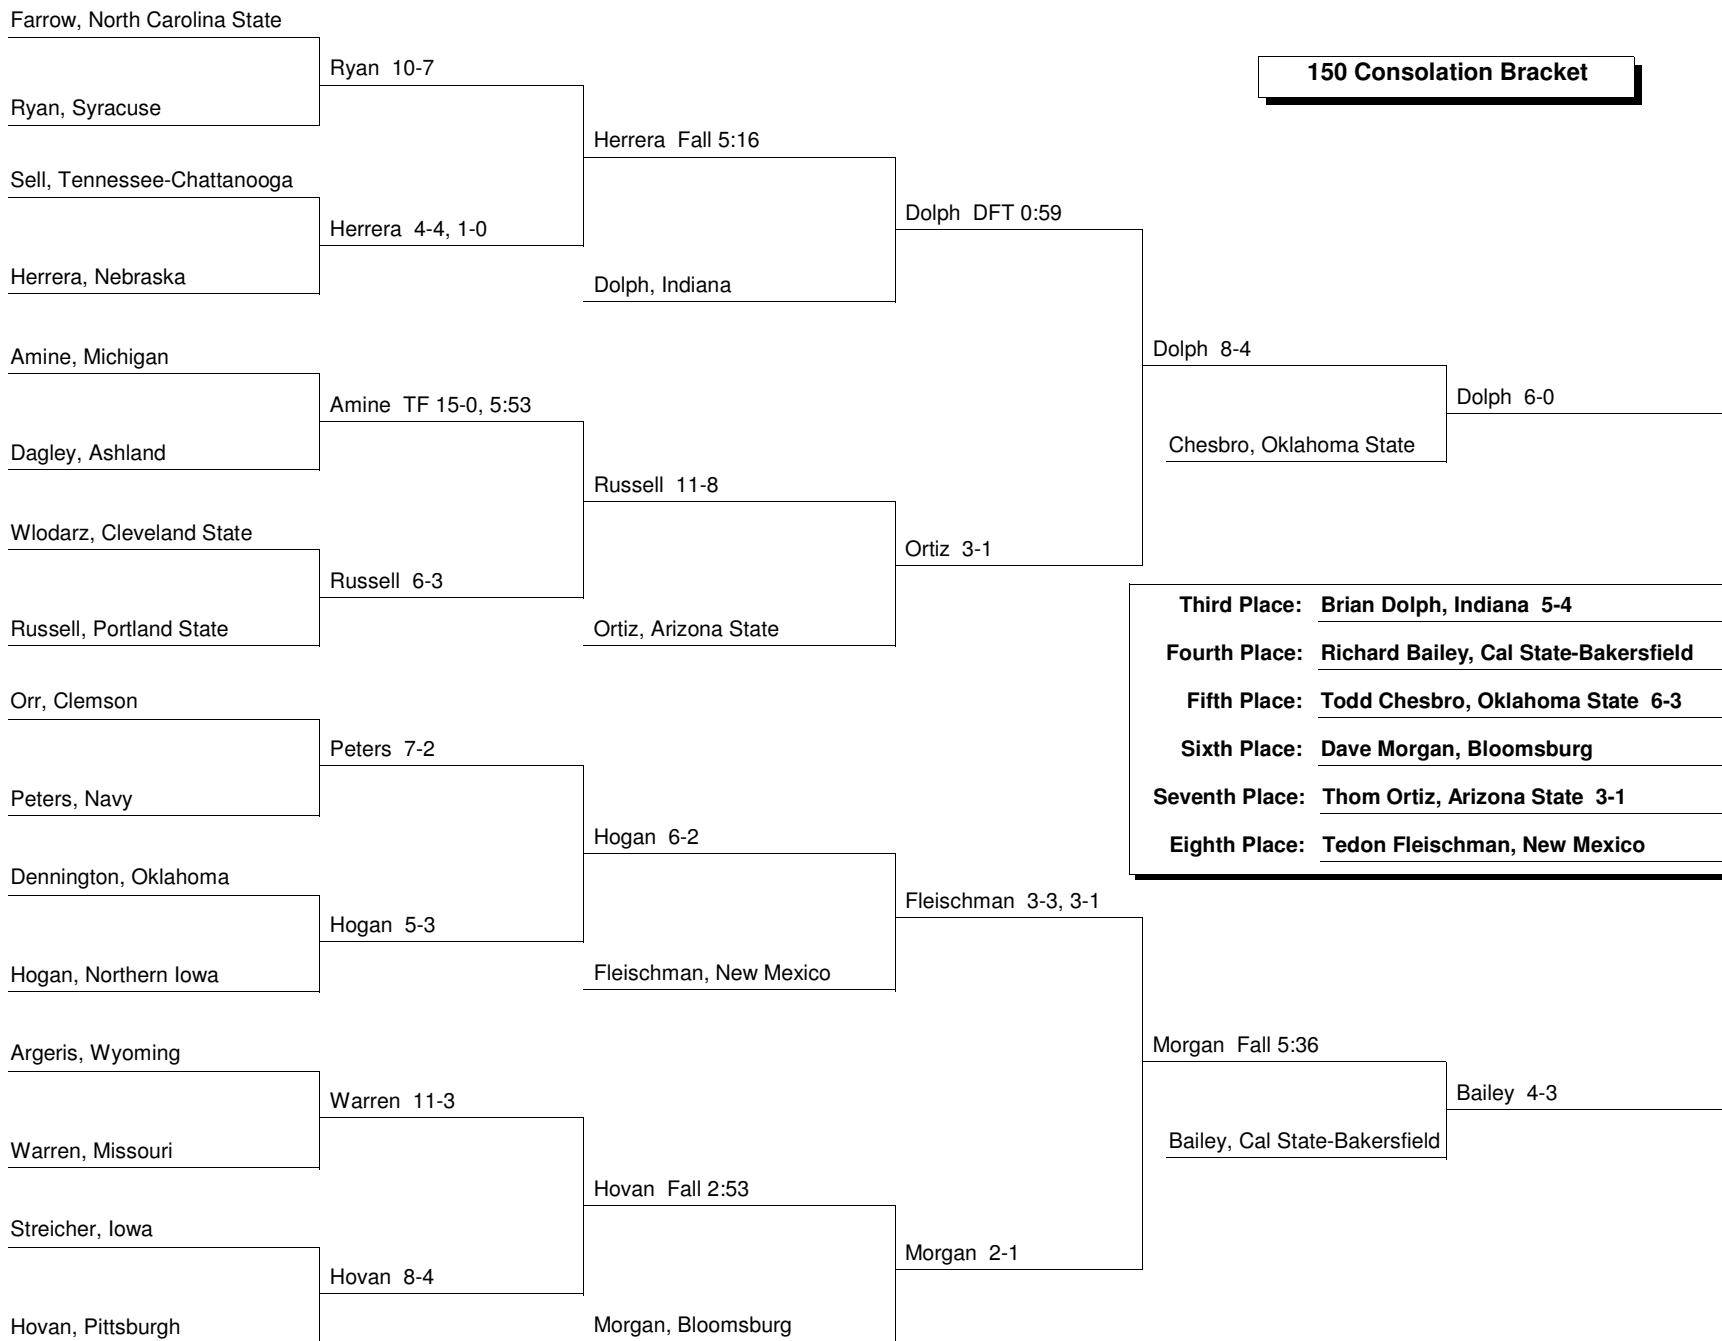 Farrow, North Carolina State
Ryan 10-7
150 Consolation Bracket
Ryan, Syracuse
Herrera Fall 5:16
Sell, Tennessee-Chattanooga
Dolph DFT 0:59
Herrera 4-4, 1-0
Herrera, Nebraska
Dolph, Indiana
Amine, Michigan
Dolph 8-4
Amine TF 15-0, 5:53
Dolph 6-0
Dagley, Ashland
Chesbro, Oklahoma State
Russell 11-8
Wlodarz, Cleveland State
Ortiz 3-1
Russell 6-3
Russell, Portland State
Ortiz, Arizona State
Third Place: Brian Dolph, Indiana 5-4
Fourth Place: Richard Bailey, Cal State-Bakersfield
Fifth Place: Todd Chesbro, Oklahoma State 6-3
Sixth Place: Dave Morgan, Bloomsburg
Seventh Place: Thom Ortiz, Arizona State 3-1
Eighth Place: Tedon Fleischman, New Mexico
Orr, Clemson
Peters 7-2
Peters, Navy
Hogan 6-2
Dennington, Oklahoma
Fleischman 3-3, 3-1
Hogan 5-3
Hogan, Northern Iowa
Fleischman, New Mexico
Argeris, Wyoming
Morgan Fall 5:36
Warren 11-3
Bailey 4-3
Warren, Missouri
Bailey, Cal State-Bakersfield
Hovan Fall 2:53
Streicher, Iowa
Morgan 2-1
Hovan 8-4
Hovan, Pittsburgh
Morgan, Bloomsburg